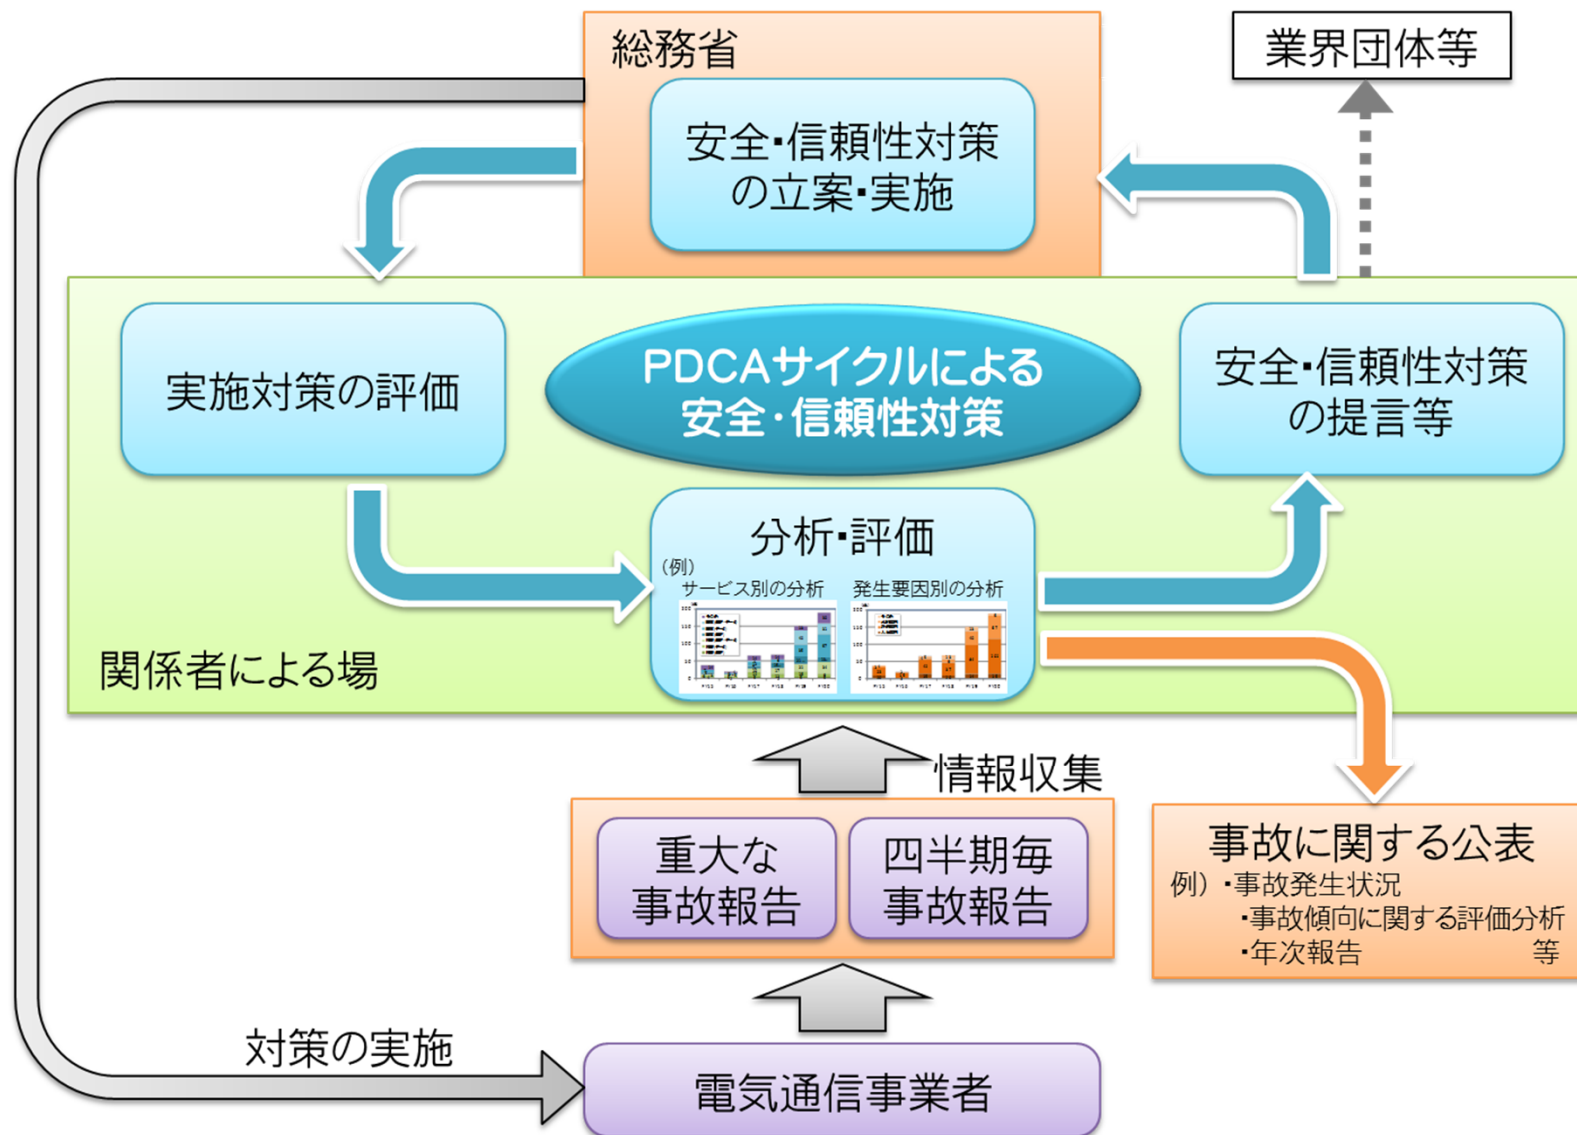 総務省
業界団体等
安全・信頼性対策
の立案・実施
実施対策の評価
PDCAサイクルによる
安全・信頼性対策
安全・信頼性対策
の提言等
分析・評価
（例）
サービス別の分析
発生要因別の分析
関係者による場
情報収集
重大な
事故報告
四半期毎
事故報告
事故に関する公表
例）・事故発生状況
・事故傾向に関する評価分析
・年次報告 等
対策の実施
電気通信事業者